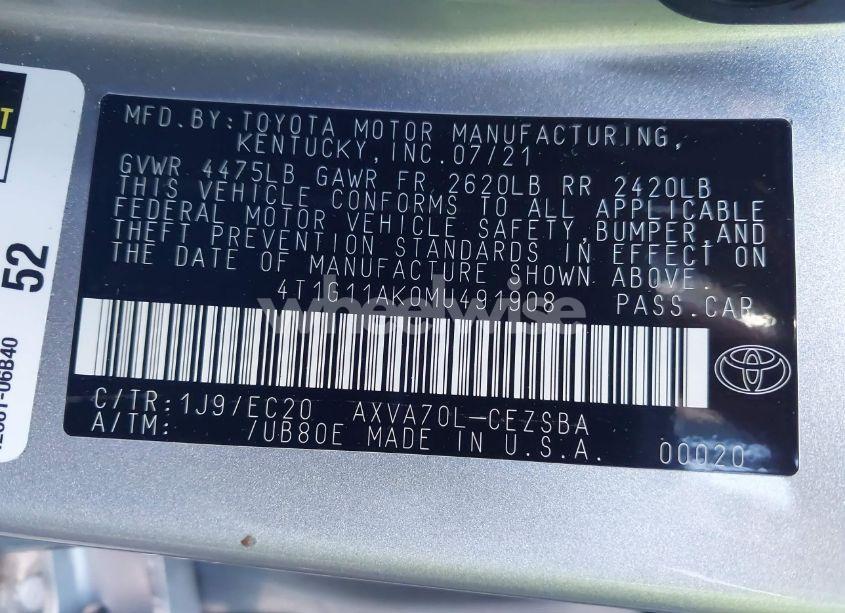 MFD.BY:TOYOTA MOTOR MANUFACTURING,
KENTUCKY,INC.07/21
GVWR 4475LB GAWR FR 2620LB RR 2420LB
THIS VEHICLE CONFORMS TO ALL APPLICABLE
FEDERAL MOTOR VEHICLE SAFETY,BUMPER,AND
THEFT PREVENTION STANDARDS IN EFFECT ON
THE DATE OF MANUFACTURE SHOWN ABOVE.
4T1G11AK0MU491908 PASS.CAR
wheelwise
C/TR:1J9/EC20 AXVA70L-CEZSBA
A/TM: /UB80E MADE IN U.S.A. 00020
52